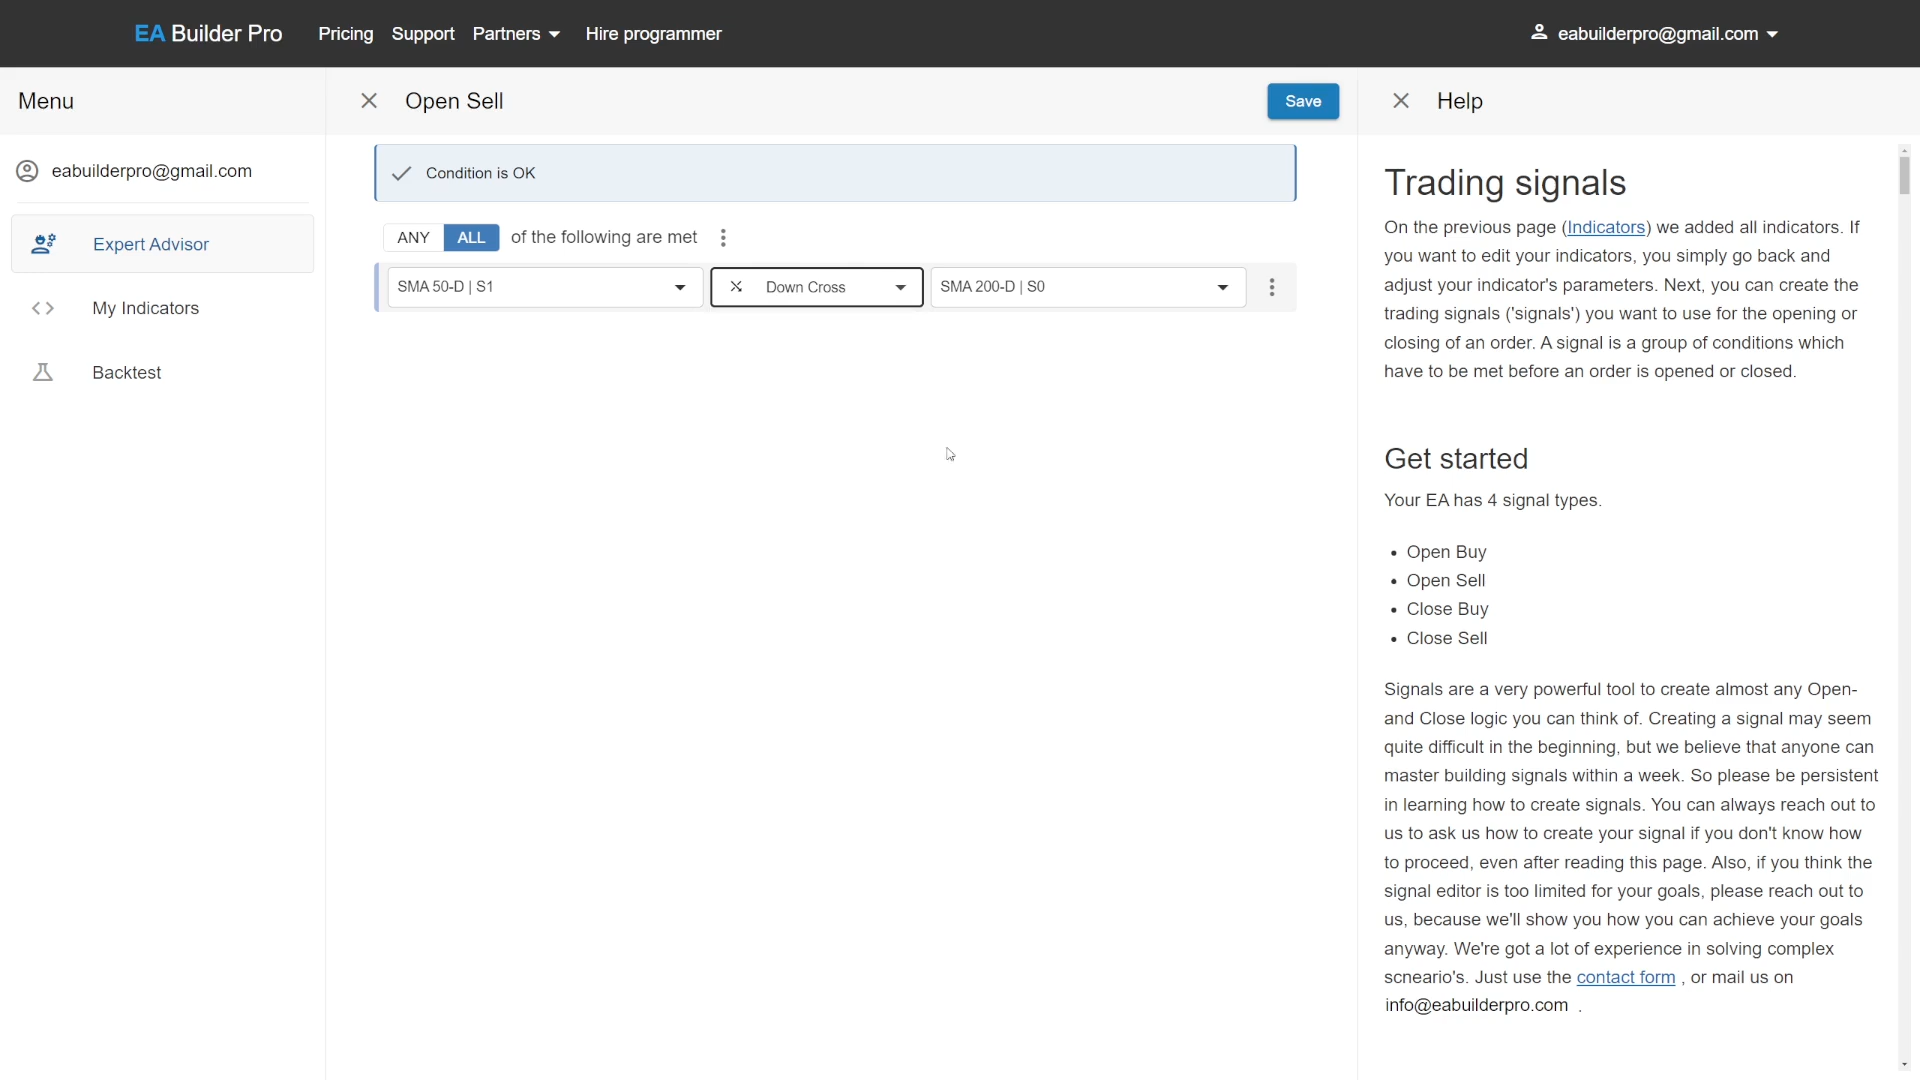 EA Builder Pro Pricing Support Partners Hire programmer eabuilderpro@gmail.com
Menu
eabuilderpro@gmail.com
Expert Advisor
My Indicators
Backtest
Open Sell Save
Condition is OK
ANY ALL of the following are met
SMA 50-D | S1 Down Cross SMA 200-D | S0
Help
Trading signals
On the previous page (Indicators) we added all indicators. If
you want to edit your indicators, you simply go back and
adjust your indicator's parameters. Next, you can create the
trading signals ('signals') you want to use for the opening or
closing of an order. A signal is a group of conditions which
have to be met before an order is opened or closed.
Get started
Your EA has 4 signal types.
• Open Buy
• Open Sell
• Close Buy
• Close Sell
Signals are a very powerful tool to create almost any Open-
and Close logic you can think of. Creating a signal may seem
quite difficult in the beginning, but we believe that anyone can
master building signals within a week. So please be persistent
in learning how to create signals. You can always reach out to
us to ask us how to create your signal if you don't know how
to proceed, even after reading this page. Also, if you think the
signal editor is too limited for your goals, please reach out to
us, because we'll show you how you can achieve your goals
anyway. We're got a lot of experience in solving complex
scneario's. Just use the contact form , or mail us on
info@eabuilderpro.com .